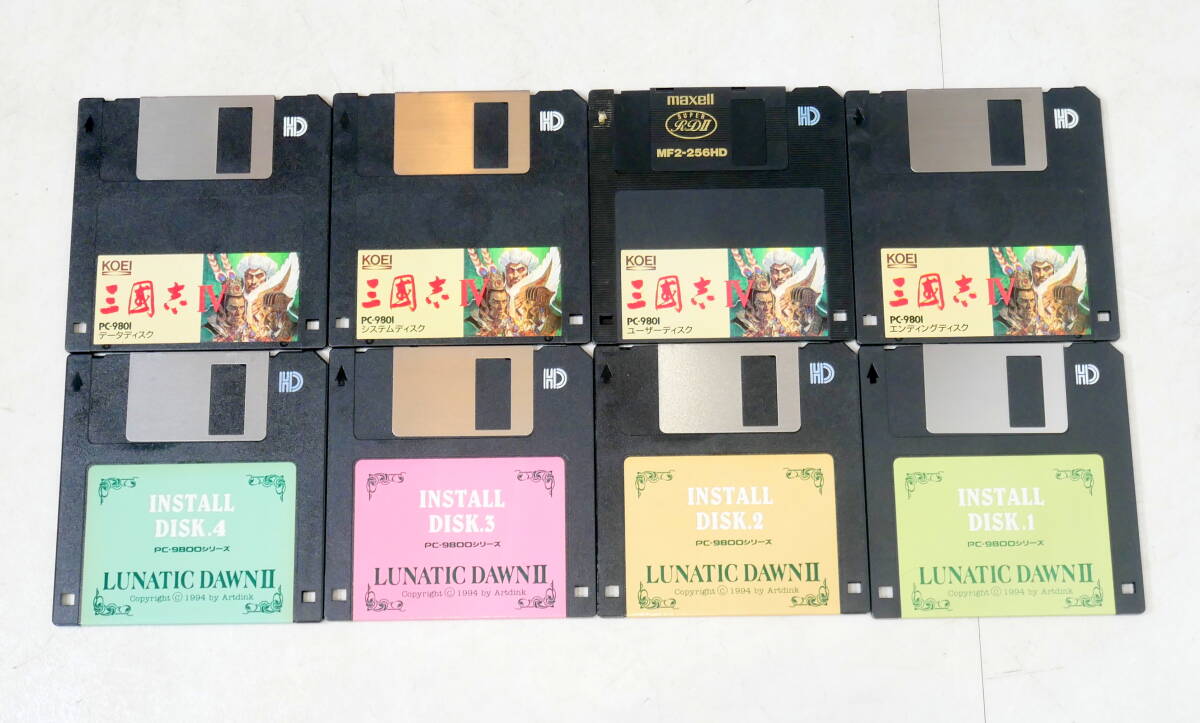 HD
KOEI
三國志IV
PC-9801
データディスク
HD
KOEI
三國志IV
PC-9801
システムディスク
maxell
SUPER
RDII
MF2-256HD
HD
KOEI
三國志IV
PC-9801
ユーザーディスク
HD
KOEI
三國志IV
PC-9801
エンディングディスク
HD
INSTALL
DISK.4
PC-9800シリーズ
LUNATIC DAWN II
Copyright © 1994 by Artdink
HD
INSTALL
DISK.3
PC-9800シリーズ
LUNATIC DAWN II
Copyright © 1994 by Artdink
HD
INSTALL
DISK.2
PC-9800シリーズ
LUNATIC DAWN II
Copyright © 1994 by Artdink
HD
INSTALL
DISK.1
PC-9800シリーズ
LUNATIC DAWN II
Copyright © 1994 by Artdink